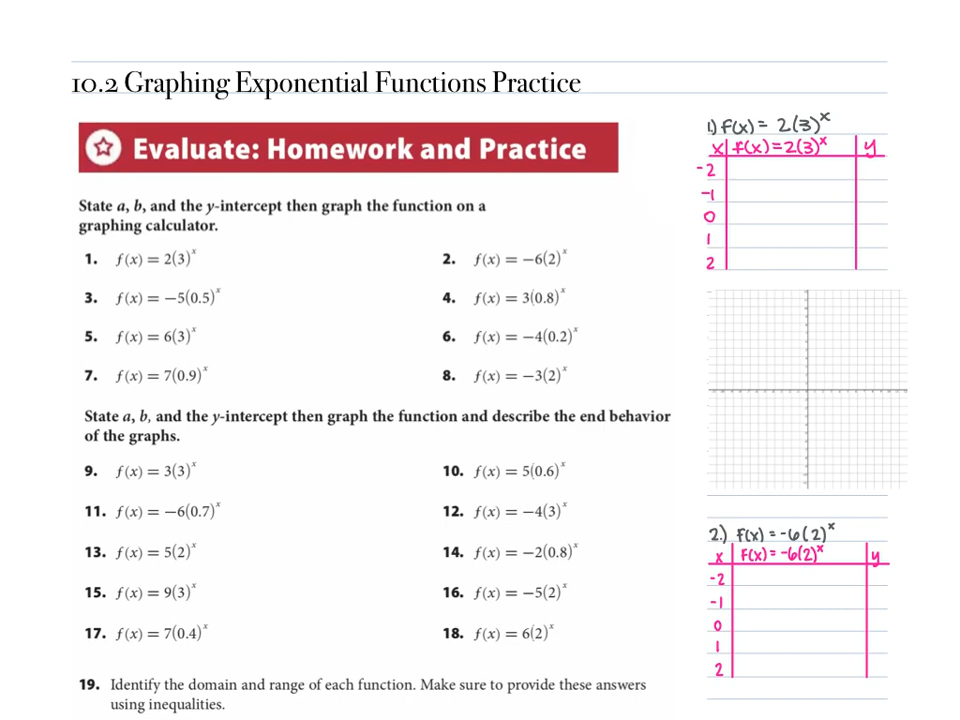 10.2 Graphing Exponential Functions Practice
Evaluate: Homework and Practice
State a, b, and the y-intercept then graph the function on a
graphing calculator.
1. f(x) = 2(3)^x
2. f(x) = −6(2)^x
3. f(x) = −5(0.5)^x
4. f(x) = 3(0.8)^x
5. f(x) = 6(3)^x
6. f(x) = −4(0.2)^x
7. f(x) = 7(0.9)^x
8. f(x) = −3(2)^x
State a, b, and the y-intercept then graph the function and describe the end behavior
of the graphs.
9. f(x) = 3(3)^x
10. f(x) = 5(0.6)^x
11. f(x) = −6(0.7)^x
12. f(x) = −4(3)^x
13. f(x) = 5(2)^x
14. f(x) = −2(0.8)^x
15. f(x) = 9(3)^x
16. f(x) = −5(2)^x
17. f(x) = 7(0.4)^x
18. f(x) = 6(2)^x
19. Identify the domain and range of each function. Make sure to provide these answers
using inequalities.
1.) f(x) = 2(3)^x
x f(x)=2(3)^x y
-2
-1
0
1
2
2.) f(x) = -6(2)^x
x f(x)= -6(2)^x y
-2
-1
0
1
2